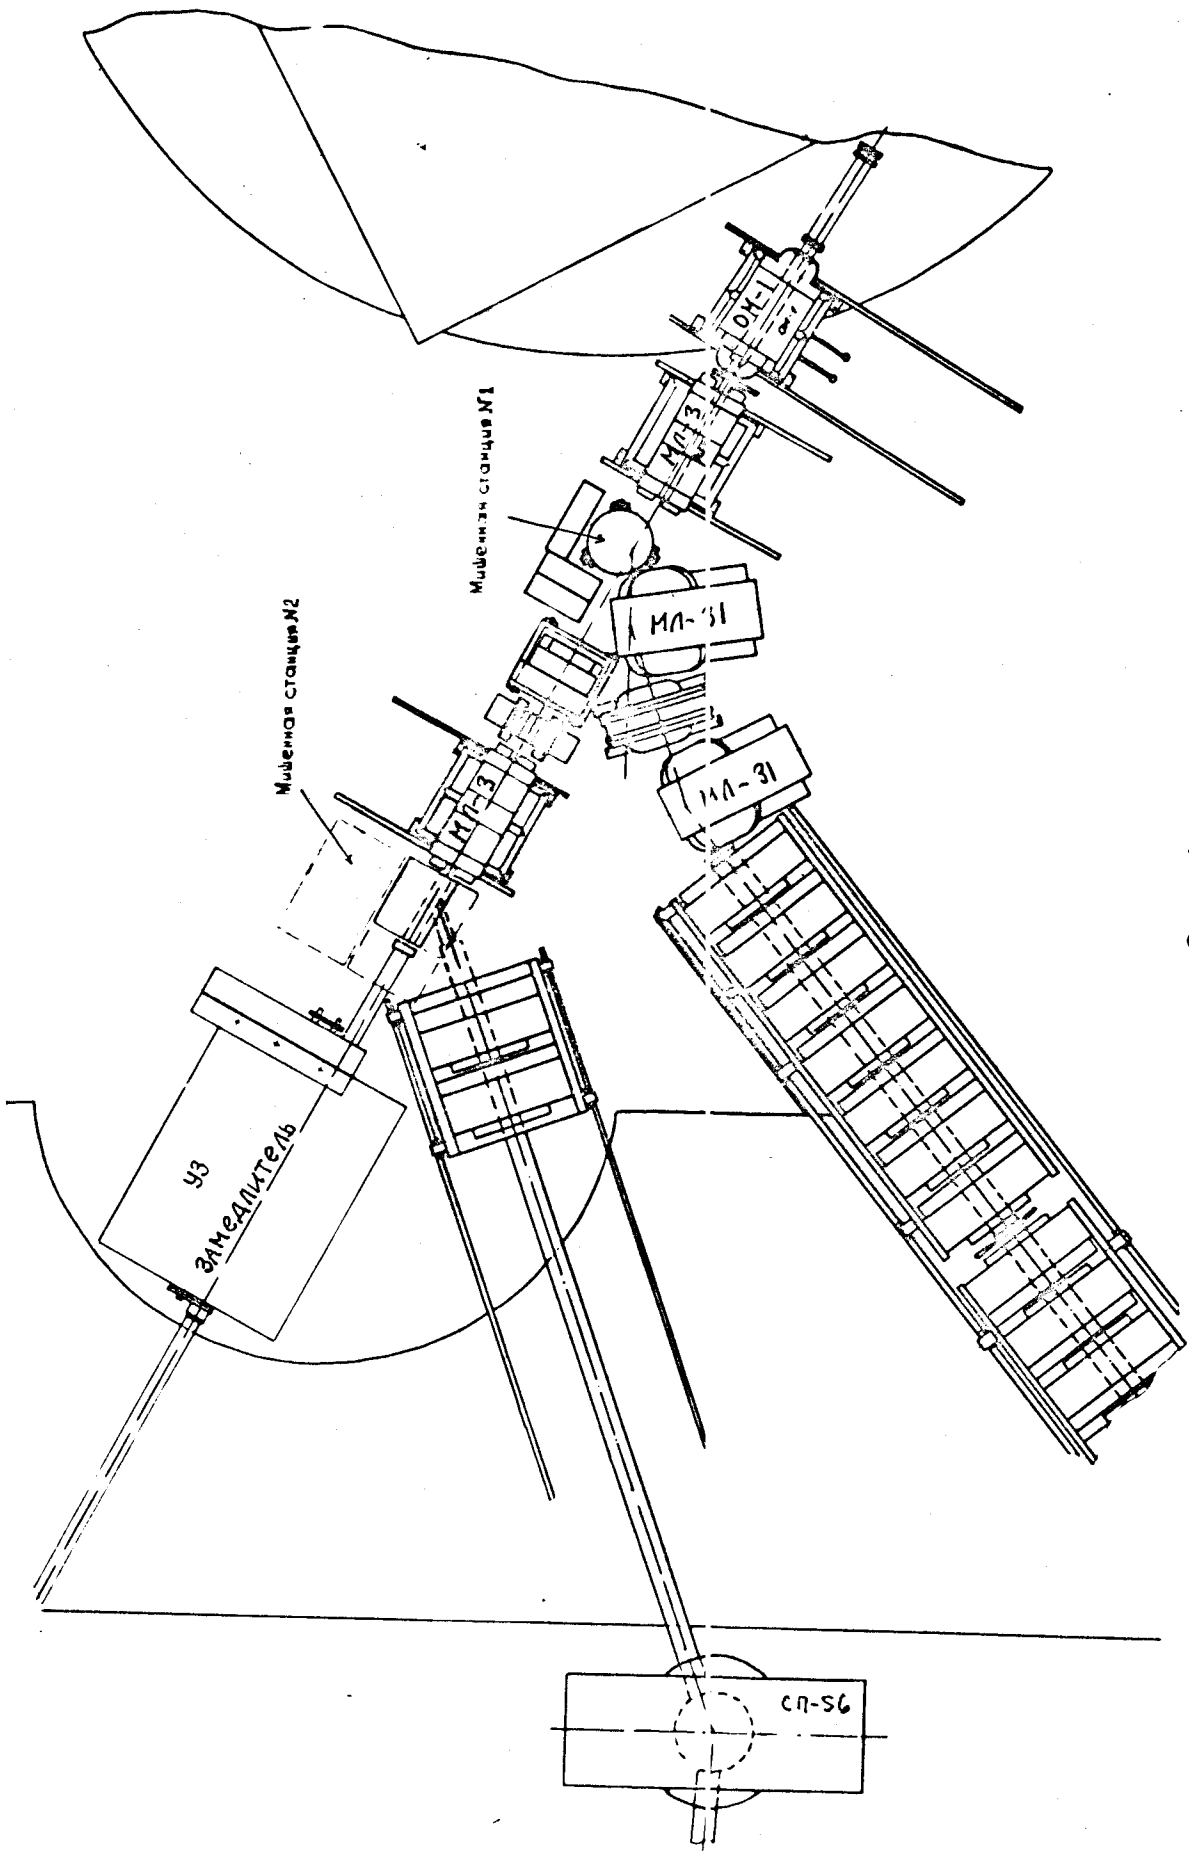 ОМ-1
МЛ-3
Мишенная станция N1
МЛ-31
Мишенная станция N2
МЛ-3
МЛ-31
УЗ
ЗАМЕДЛИТЕЛЬ
СП-56